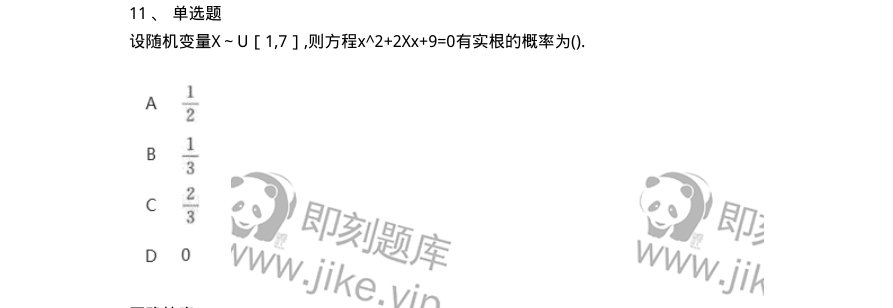 11 、 单选题
设随机变量X ~ U [ 1,7 ] ,则方程x^2+2Xx+9=0有实根的概率为().
A 1/2
B 1/3
C 2/3
D 0
即刻题库
www.jike.vip
即
www.jik